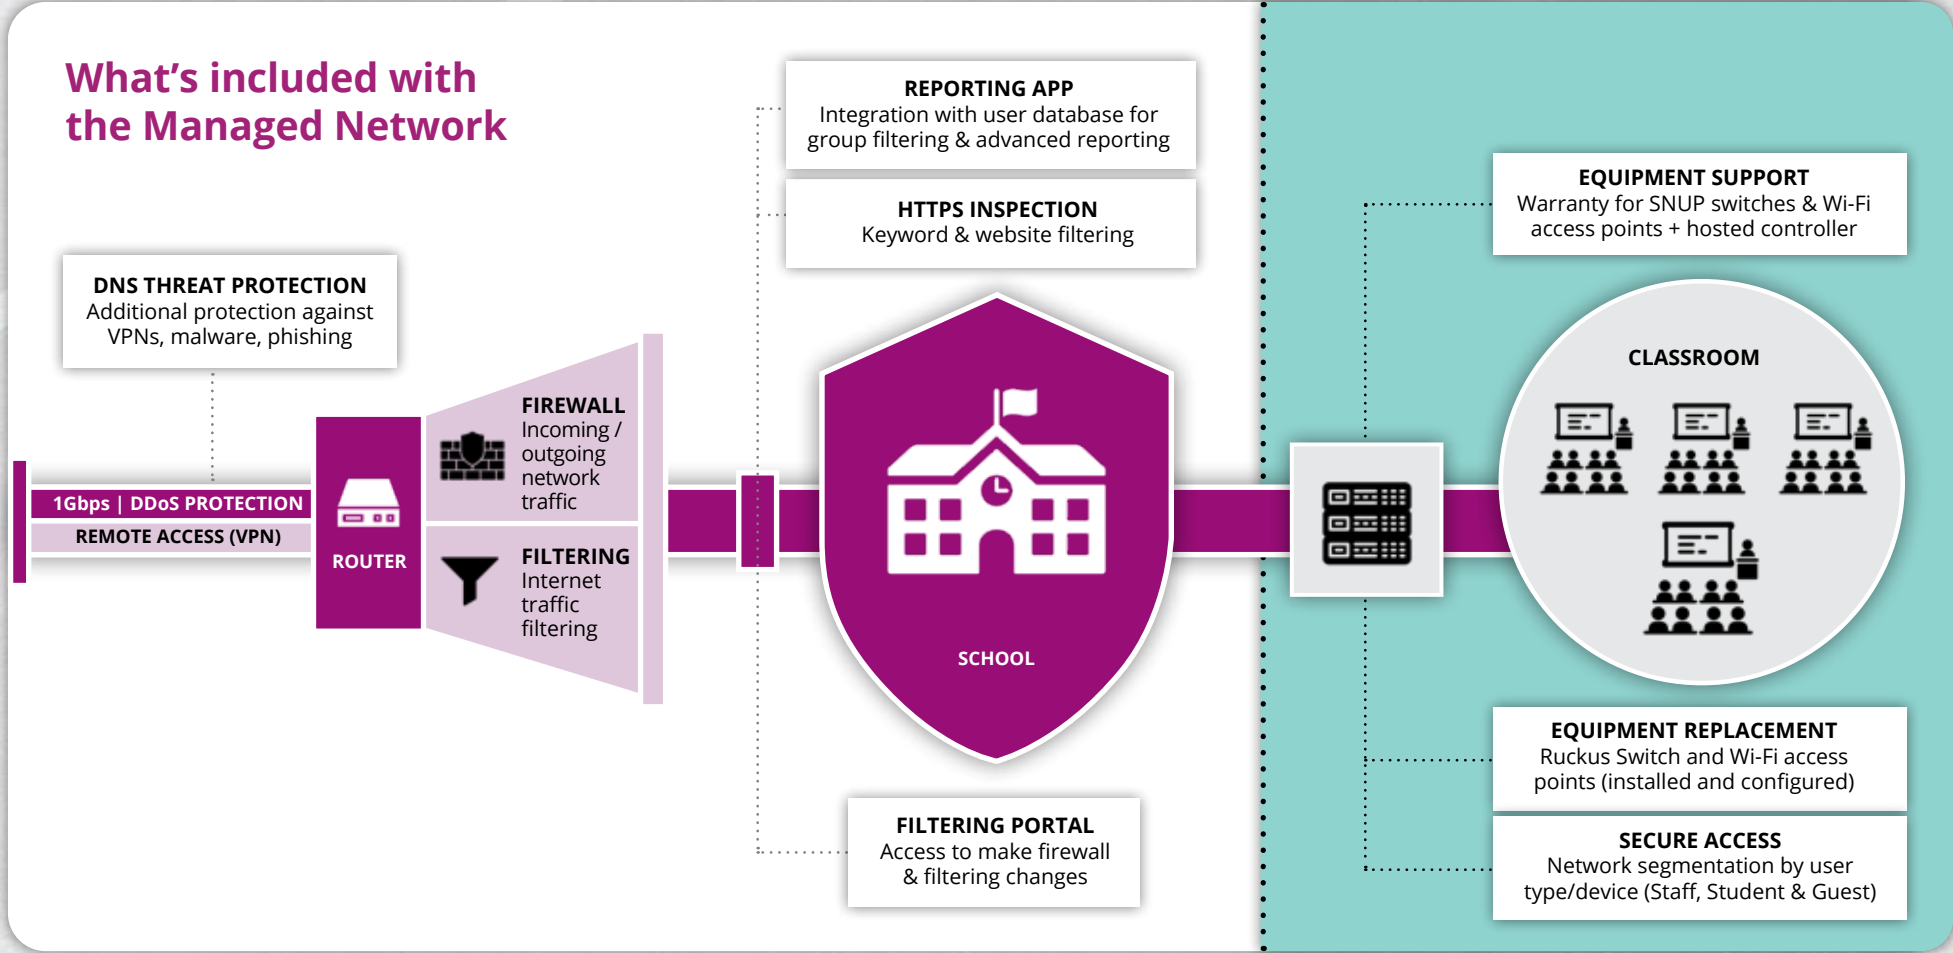 What's included with
the Managed Network
DNS THREAT PROTECTION
Additional protection against
VPNs, malware, phishing
1Gbps | DDoS PROTECTION
REMOTE ACCESS (VPN)
ROUTER
FIREWALL
Incoming /
outgoing
network
traffic
FILTERING
Internet
traffic
filtering
REPORTING APP
Integration with user database for
group filtering & advanced reporting
HTTPS INSPECTION
Keyword & website filtering
SCHOOL
FILTERING PORTAL
Access to make firewall
& filtering changes
EQUIPMENT SUPPORT
Warranty for SNUP switches & Wi-Fi
access points + hosted controller
CLASSROOM
EQUIPMENT REPLACEMENT
Ruckus Switch and Wi-Fi access
points (installed and configured)
SECURE ACCESS
Network segmentation by user
type/device (Staff, Student & Guest)